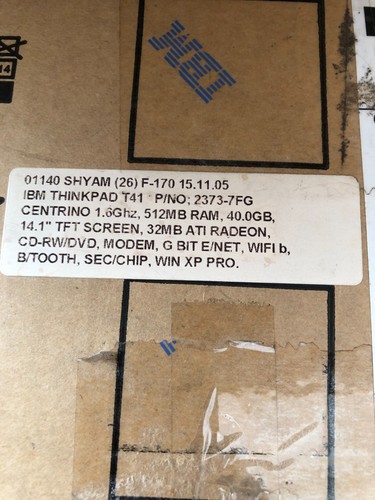 IBM
14
01140 SHYAM (26) F-170 15.11.05
IBM THINKPAD T41 P/NO; 2373-7FG
CENTRINO 1.6Ghz, 512MB RAM, 40.0GB,
14.1" TFT SCREEN, 32MB ATI RADEON,
CD-RW/DVD, MODEM, G BIT E/NET, WIFI b,
B/TOOTH, SEC/CHIP, WIN XP PRO.